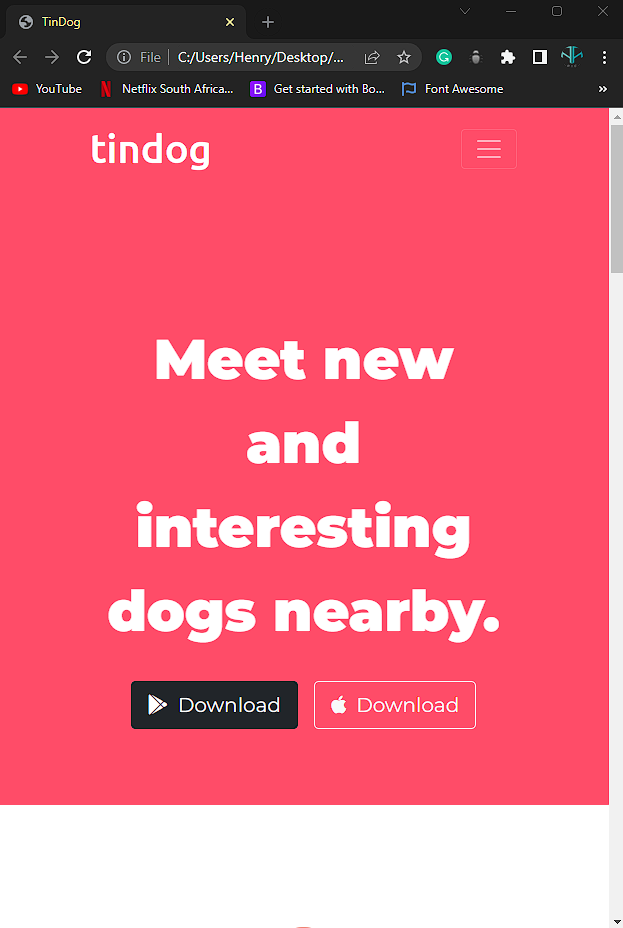 TinDog
File
C:/Users/Henry/Desktop/...
YouTube
Netflix South Africa...
B
Get started with Bo...
Font Awesome
»
tindog
Meet new
and
interesting
dogs nearby.
Download
Download